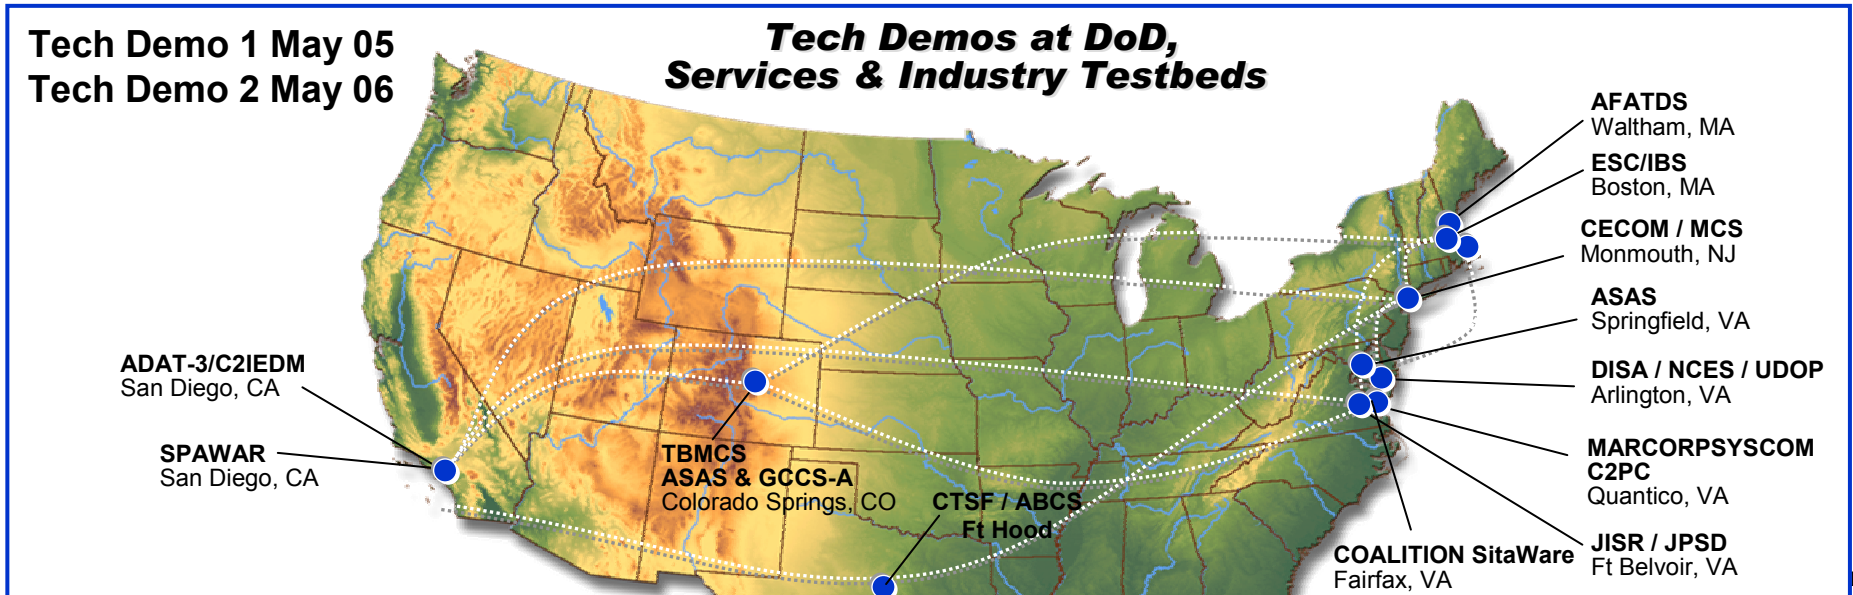 Tech Demo 1 May 05
Tech Demo 2 May 06
Tech Demos at DoD,
Services & Industry Testbeds
AFATDS
Waltham, MA
ESC/IBS
Boston, MA
CECOM / MCS
Monmouth, NJ
ASAS
Springfield, VA
DISA / NCES / UDOP
Arlington, VA
MARCORPSYSCOM
C2PC
Quantico, VA
JISR / JPSD
Ft Belvoir, VA
COALITION SitaWare
Fairfax, VA
ADAT-3/C2IEDM
San Diego, CA
SPAWAR
San Diego, CA
TBMCS
ASAS & GCCS-A
Colorado Springs, CO
CTSF / ABCS
Ft Hood